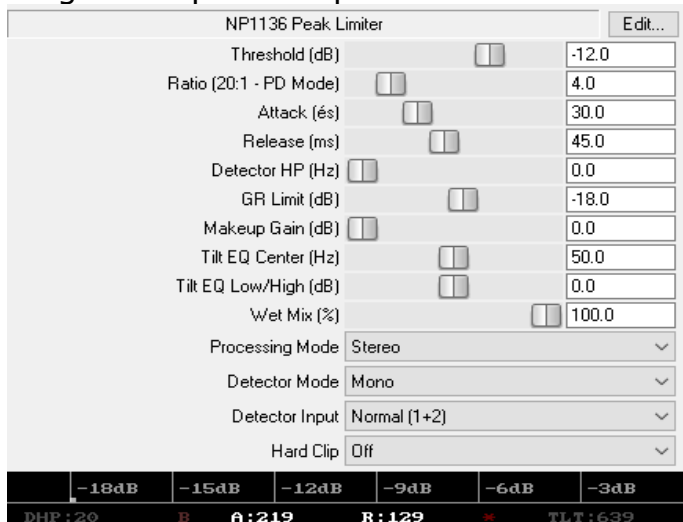 NP1136 Peak Limiter Edit...
Threshold (dB) -12.0
Ratio (20:1 - PD Mode) 4.0
Attack (és) 30.0
Release (ms) 45.0
Detector HP (Hz) 0.0
GR Limit (dB) -18.0
Makeup Gain (dB) 0.0
Tilt EQ Center (Hz) 50.0
Tilt EQ Low/High (dB) 0.0
Wet Mix (%) 100.0
Processing Mode Stereo
Detector Mode Mono
Detector Input Normal (1+2)
Hard Clip Off
-18dB -15dB -12dB -9dB -6dB -3dB
DHP:20 B A:219 R:129 * TLT:639